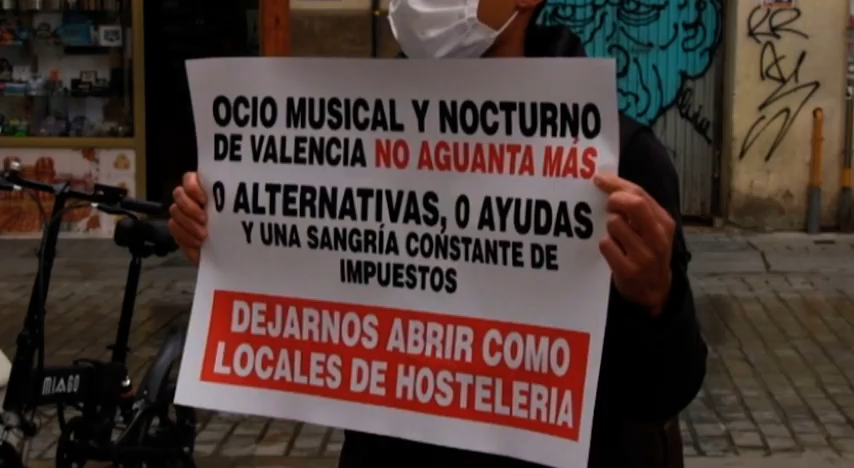 OCIO MUSICAL Y NOCTURNO
DE VALENCIA NO AGUANTA MÁS
0 ALTERNATIVAS, 0 AYUDAS
Y UNA SANGRÍA CONSTANTE DE
IMPUESTOS
DEJARNOS ABRIR COMO
LOCALES DE HOSTELERIA
MIAGO